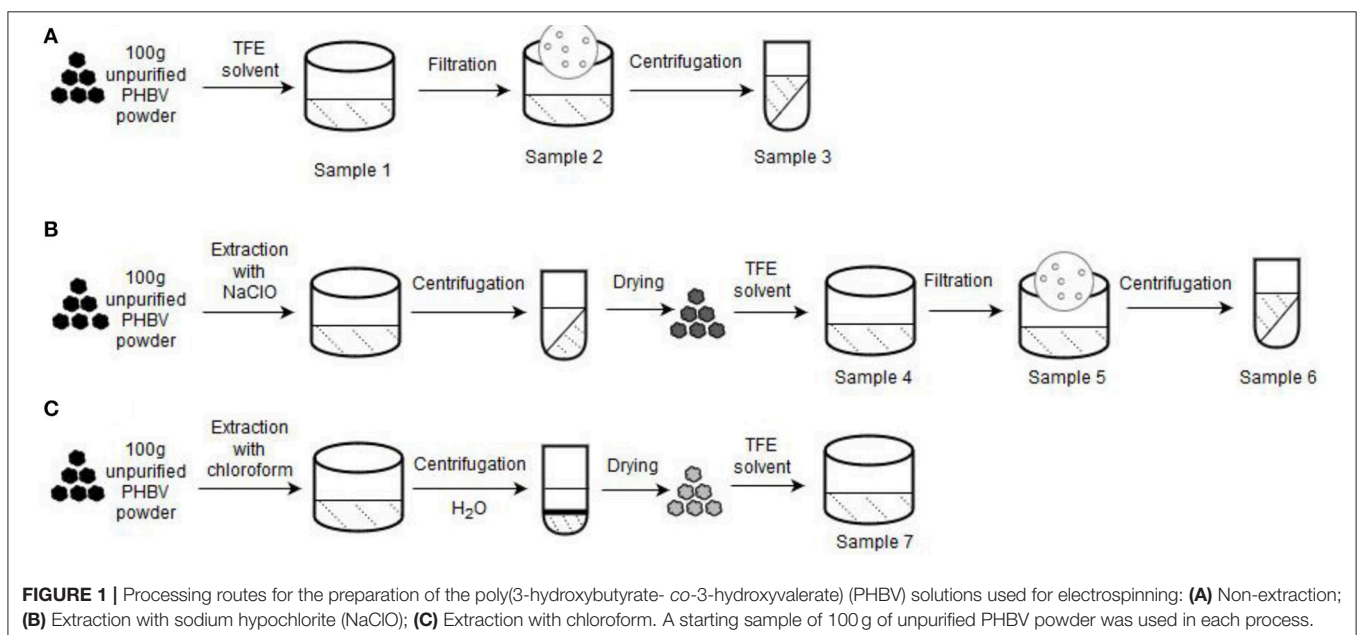 A
100g
unpurified
PHBV
powder
TFE
solvent
Filtration
Centrifugation
Sample 1
Sample 2
Sample 3
B
100g
unpurified
PHBV
powder
Extraction
with
NaClO
Centrifugation
Drying
TFE
solvent
Filtration
Centrifugation
Sample 4
Sample 5
Sample 6
C
100g
unpurified
PHBV
powder
Extraction
with
chloroform
Centrifugation
H₂O
Drying
TFE
solvent
Sample 7
FIGURE 1 | Processing routes for the preparation of the poly(3-hydroxybutyrate- co-3-hydroxyvalerate) (PHBV) solutions used for electrospinning: (A) Non-extraction;
(B) Extraction with sodium hypochlorite (NaClO); (C) Extraction with chloroform. A starting sample of 100 g of unpurified PHBV powder was used in each process.